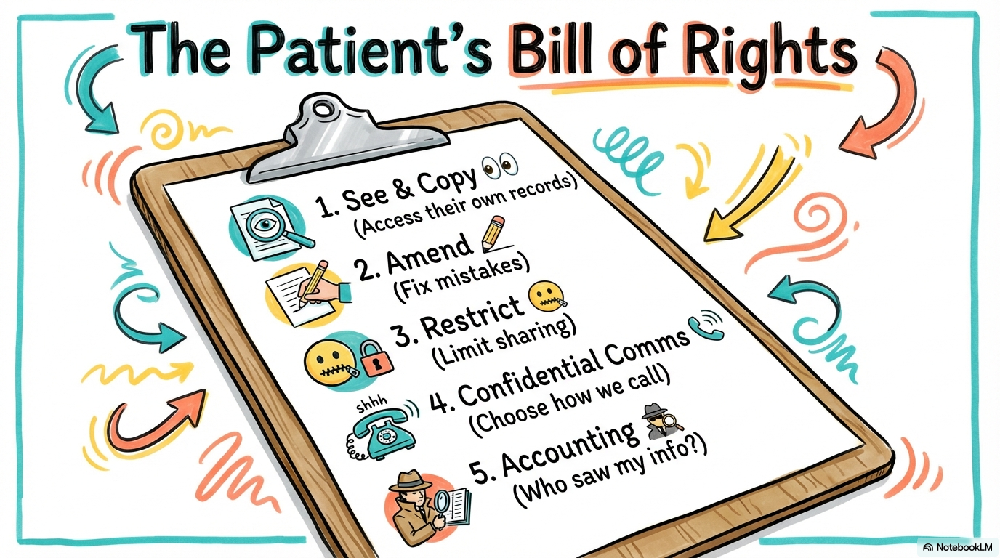 The Patient's Bill of Rights
1. See & Copy
(Access their own records)
2. Amend
(Fix mistakes)
3. Restrict
(Limit sharing)
4. Confidential Comms
(Choose how we call)
shhh
5. Accounting
(Who saw my info?)
NotebookLM